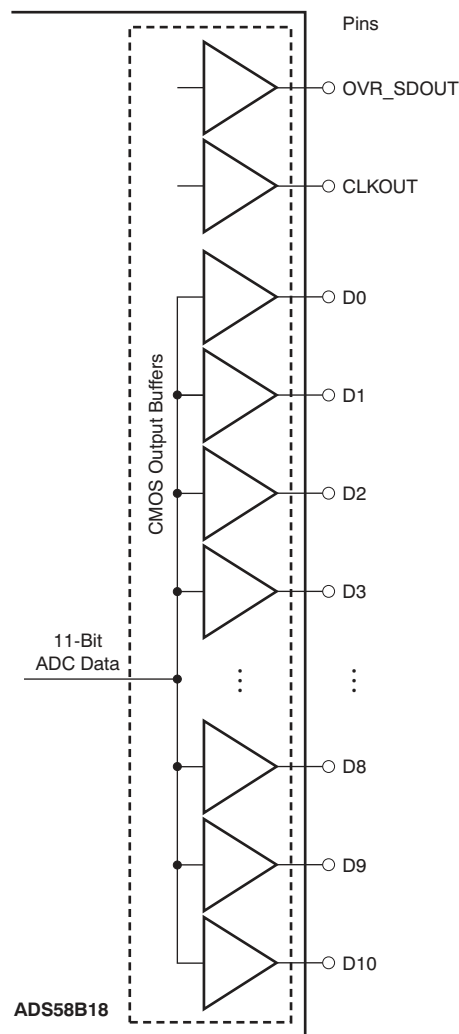 Pins
OVR_SDOUT
CLKOUT
CMOS Output Buffers
D0
D1
D2
D3
11-Bit
ADC Data
⋮ ⋮
D8
D9
D10
ADS58B18